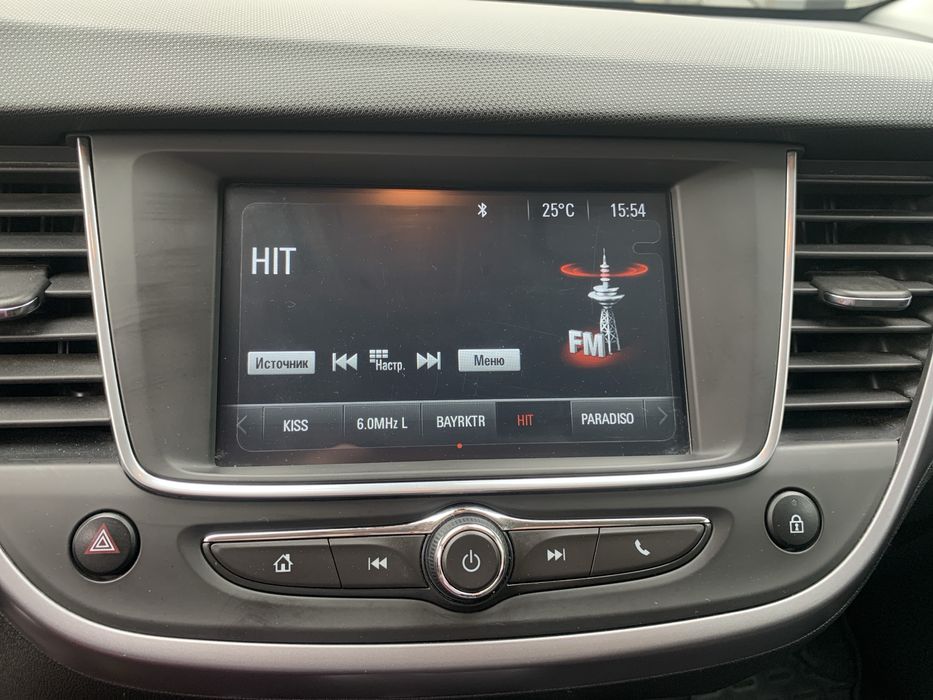 25°C 15:54
HIT
FM
Источник Настр. Меню
KISS 6.0MHz L BAYRKTR HIT PARADISO